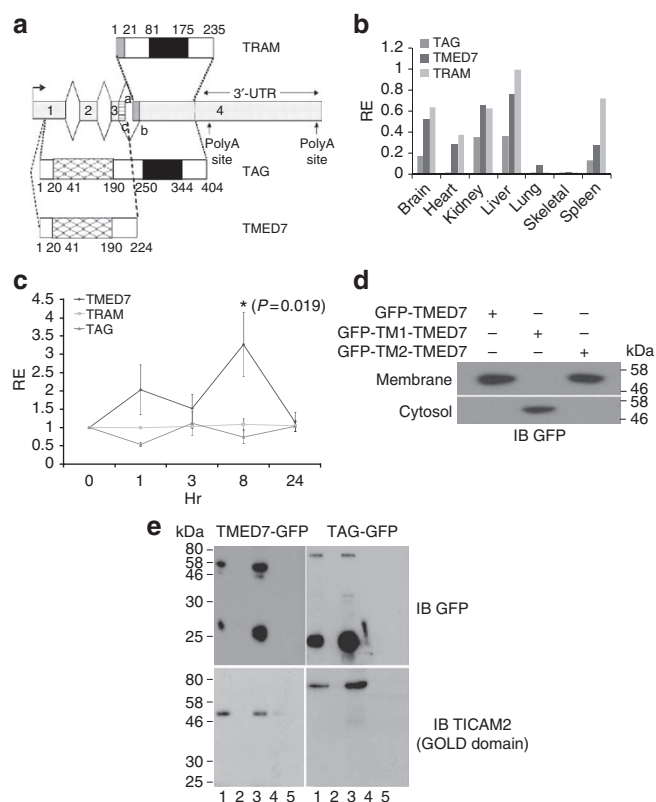 a
1 21 81 175 235
TRAM
3′-UTR
1 2 3 a 4
c b
PolyA site
PolyA site
TAG
1 20 41 190 250 344 404
TMED7
1 20 41 190 224
b
TAG
TMED7
TRAM
RE
1.2
1
0.8
0.6
0.4
0.2
0
Brain
Heart
Kidney
Liver
Lung
Skeletal
Spleen
c
TMED7
TRAM
TAG
* (P=0.019)
RE
4.5
4
3.5
3
2.5
2
1.5
1
0.5
0
0 1 3 8 24
Hr
d
GFP-TMED7 + – –
GFP-TM1-TMED7 – + –
GFP-TM2-TMED7 – – +
kDa
Membrane
58
46
Cytosol
58
46
IB GFP
e
kDa TMED7-GFP TAG-GFP
80
58
46
30
25
IB GFP
80
58
46
30
25
IB TICAM2
(GOLD domain)
1 2 3 4 5 1 2 3 4 5